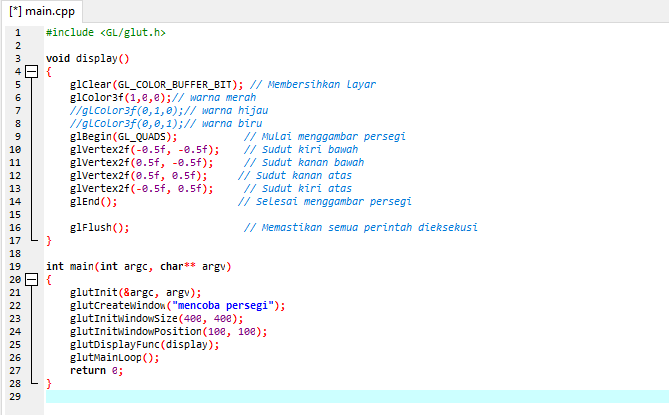 [*] main.cpp
1 #include <GL/glut.h>
2
3 void display()
4 {
5 glClear(GL_COLOR_BUFFER_BIT); // Membersihkan layar
6 glColor3f(1,0,0);// warna merah
7 //glColor3f(0,1,0);// warna hijau
8 //glColor3f(0,0,1);// warna biru
9 glBegin(GL_QUADS); // Mulai menggambar persegi
10 glVertex2f(-0.5f, -0.5f); // Sudut kiri bawah
11 glVertex2f(0.5f, -0.5f); // Sudut kanan bawah
12 glVertex2f(0.5f, 0.5f); // Sudut kanan atas
13 glVertex2f(-0.5f, 0.5f); // Sudut kiri atas
14 glEnd(); // Selesai menggambar persegi
15
16 glFlush(); // Memastikan semua perintah dieksekusi
17 }
18
19 int main(int argc, char** argv)
20 {
21 glutInit(&argc, argv);
22 glutCreateWindow("mencoba persegi");
23 glutInitWindowSize(400, 400);
24 glutInitWindowPosition(100, 100);
25 glutDisplayFunc(display);
26 glutMainLoop();
27 return 0;
28 }
29